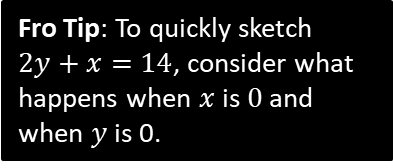 Fro Tip: To quickly sketch
2y + x = 14, consider what
happens when x is 0 and
when y is 0.